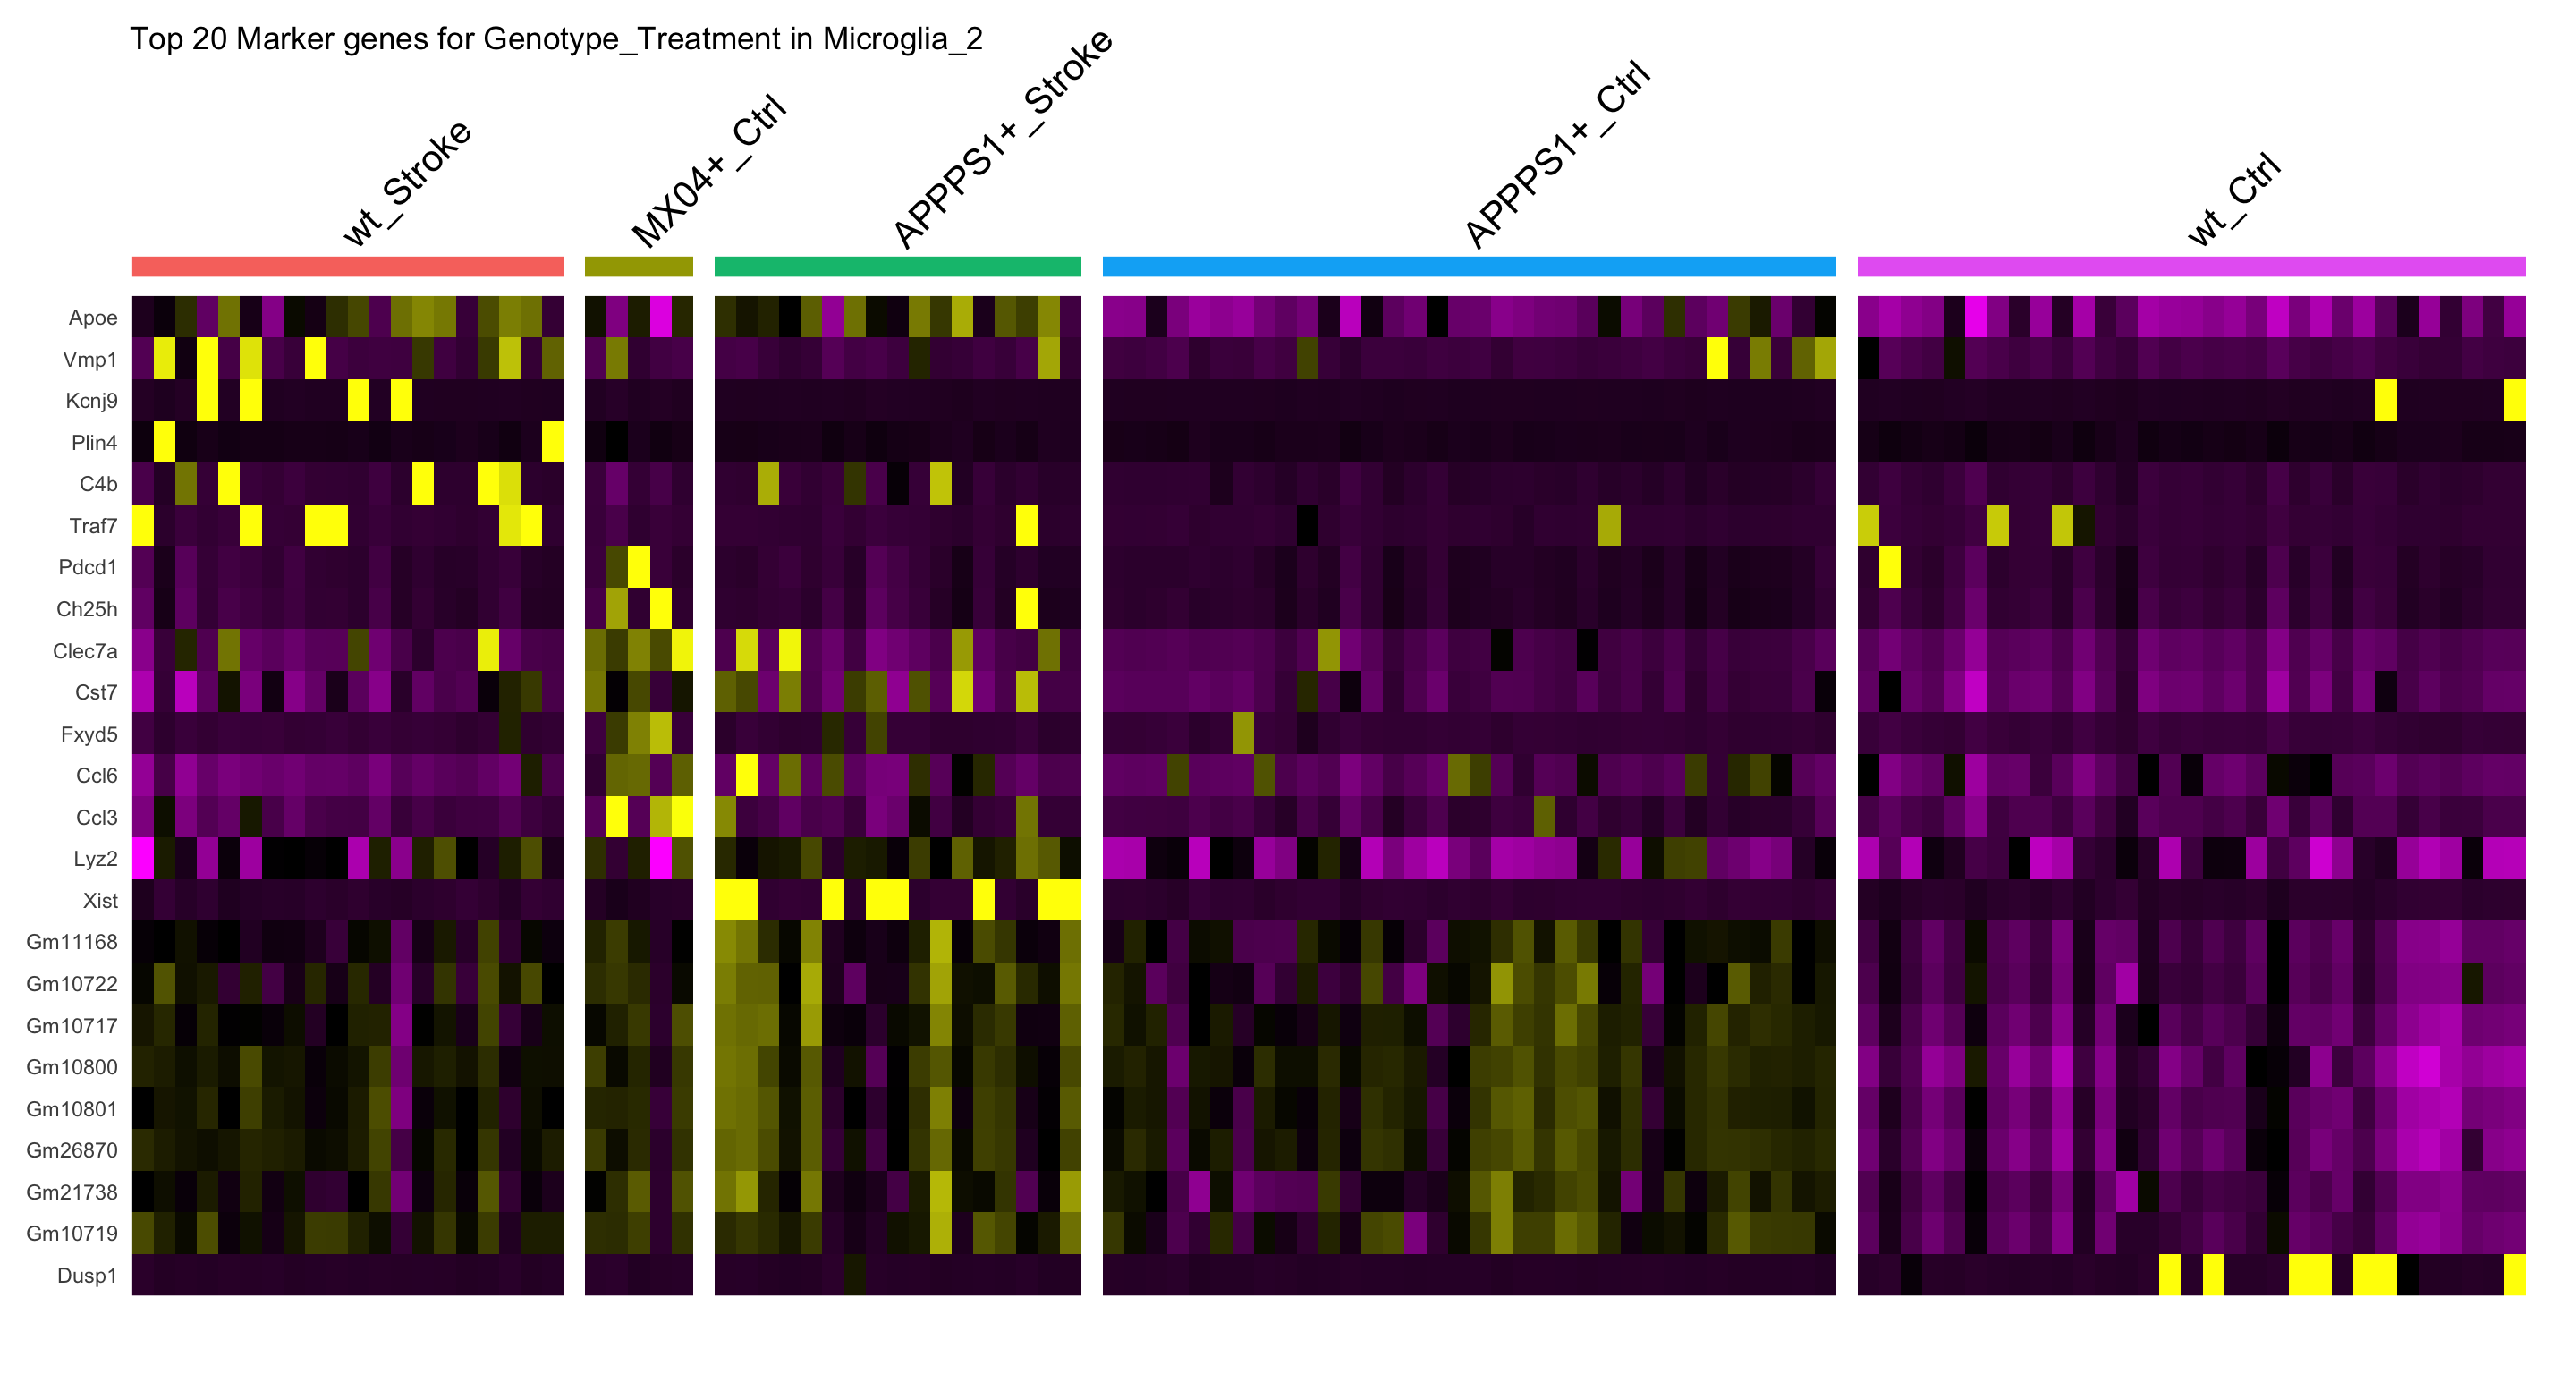 Top 20 Marker genes for Genotype_Treatment in Microglia_2
wt_Stroke
MX04+_Ctrl
APPPS1+_Stroke
APPPS1+_Ctrl
wt_Ctrl
Apoe
Vmp1
Kcnj9
Plin4
C4b
Traf7
Pdcd1
Ch25h
Clec7a
Cst7
Fxyd5
Ccl6
Ccl3
Lyz2
Xist
Gm11168
Gm10722
Gm10717
Gm10800
Gm10801
Gm26870
Gm21738
Gm10719
Dusp1